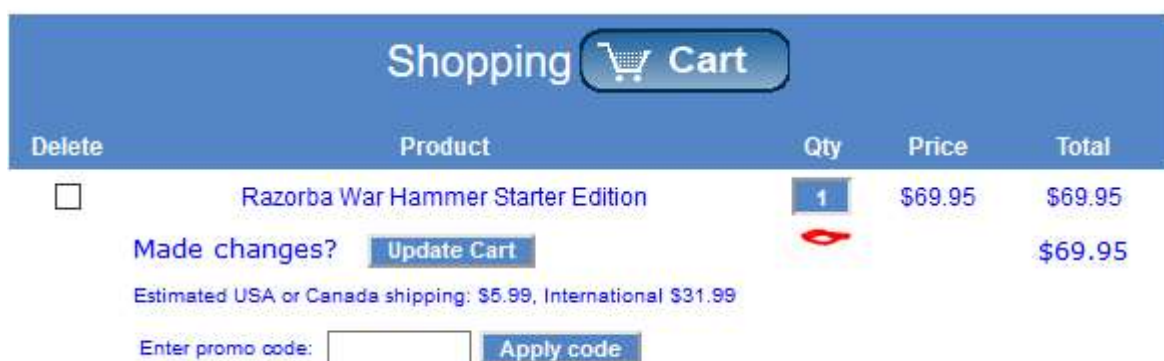 Shopping Cart
Delete Product Qty Price Total
Razorba War Hammer Starter Edition 1 $69.95 $69.95
Made changes? Update Cart $69.95
Estimated USA or Canada shipping: $5.99, International $31.99
Enter promo code: Apply code